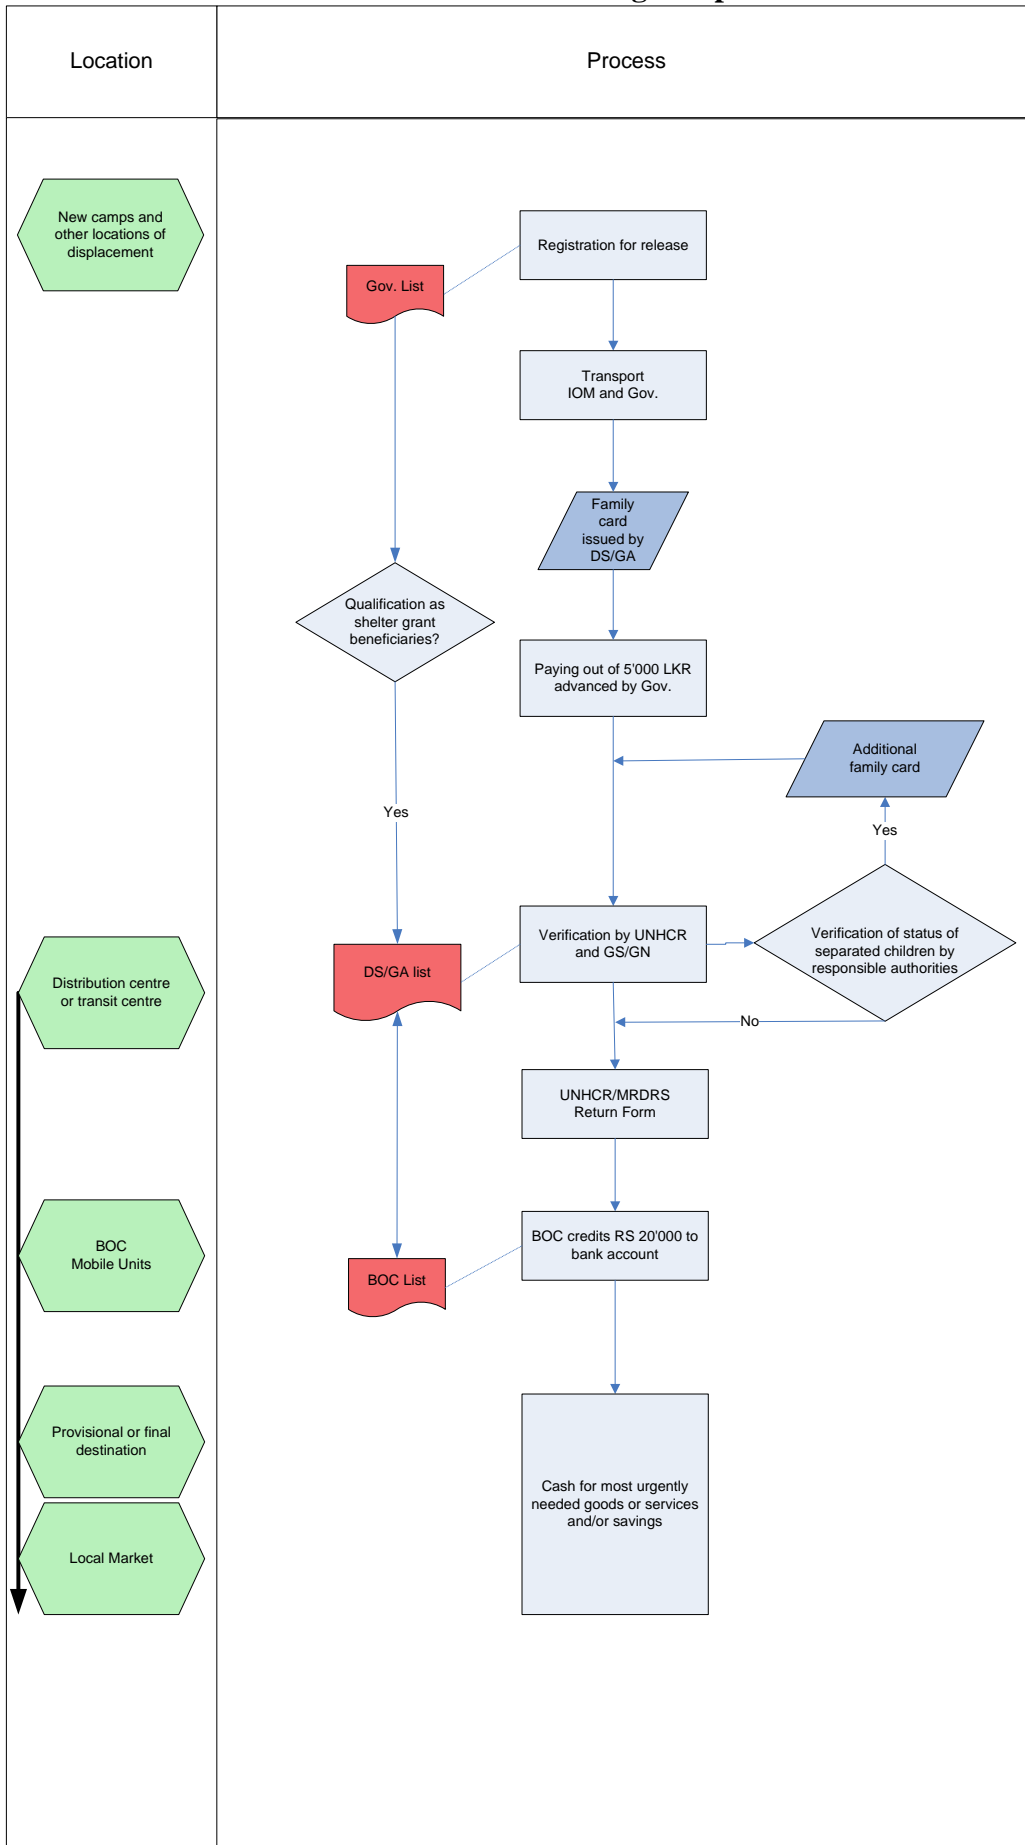 Location
Process
New camps and
other locations of
displacement
Registration for release
Gov. List
Transport
IOM and Gov.
Family
card
issued by
DS/GA
Qualification as
shelter grant
beneficiaries?
Paying out of 5'000 LKR
advanced by Gov.
Additional
family card
Yes
Yes
Verification by UNHCR
and GS/GN
Verification of status of
separated children by
responsible authorities
DS/GA list
Distribution centre
or transit centre
No
UNHCR/MRDRS
Return Form
BOC
Mobile Units
BOC credits RS 20'000 to
bank account
BOC List
Provisional or final
destination
Cash for most urgently
needed goods or services
and/or savings
Local Market